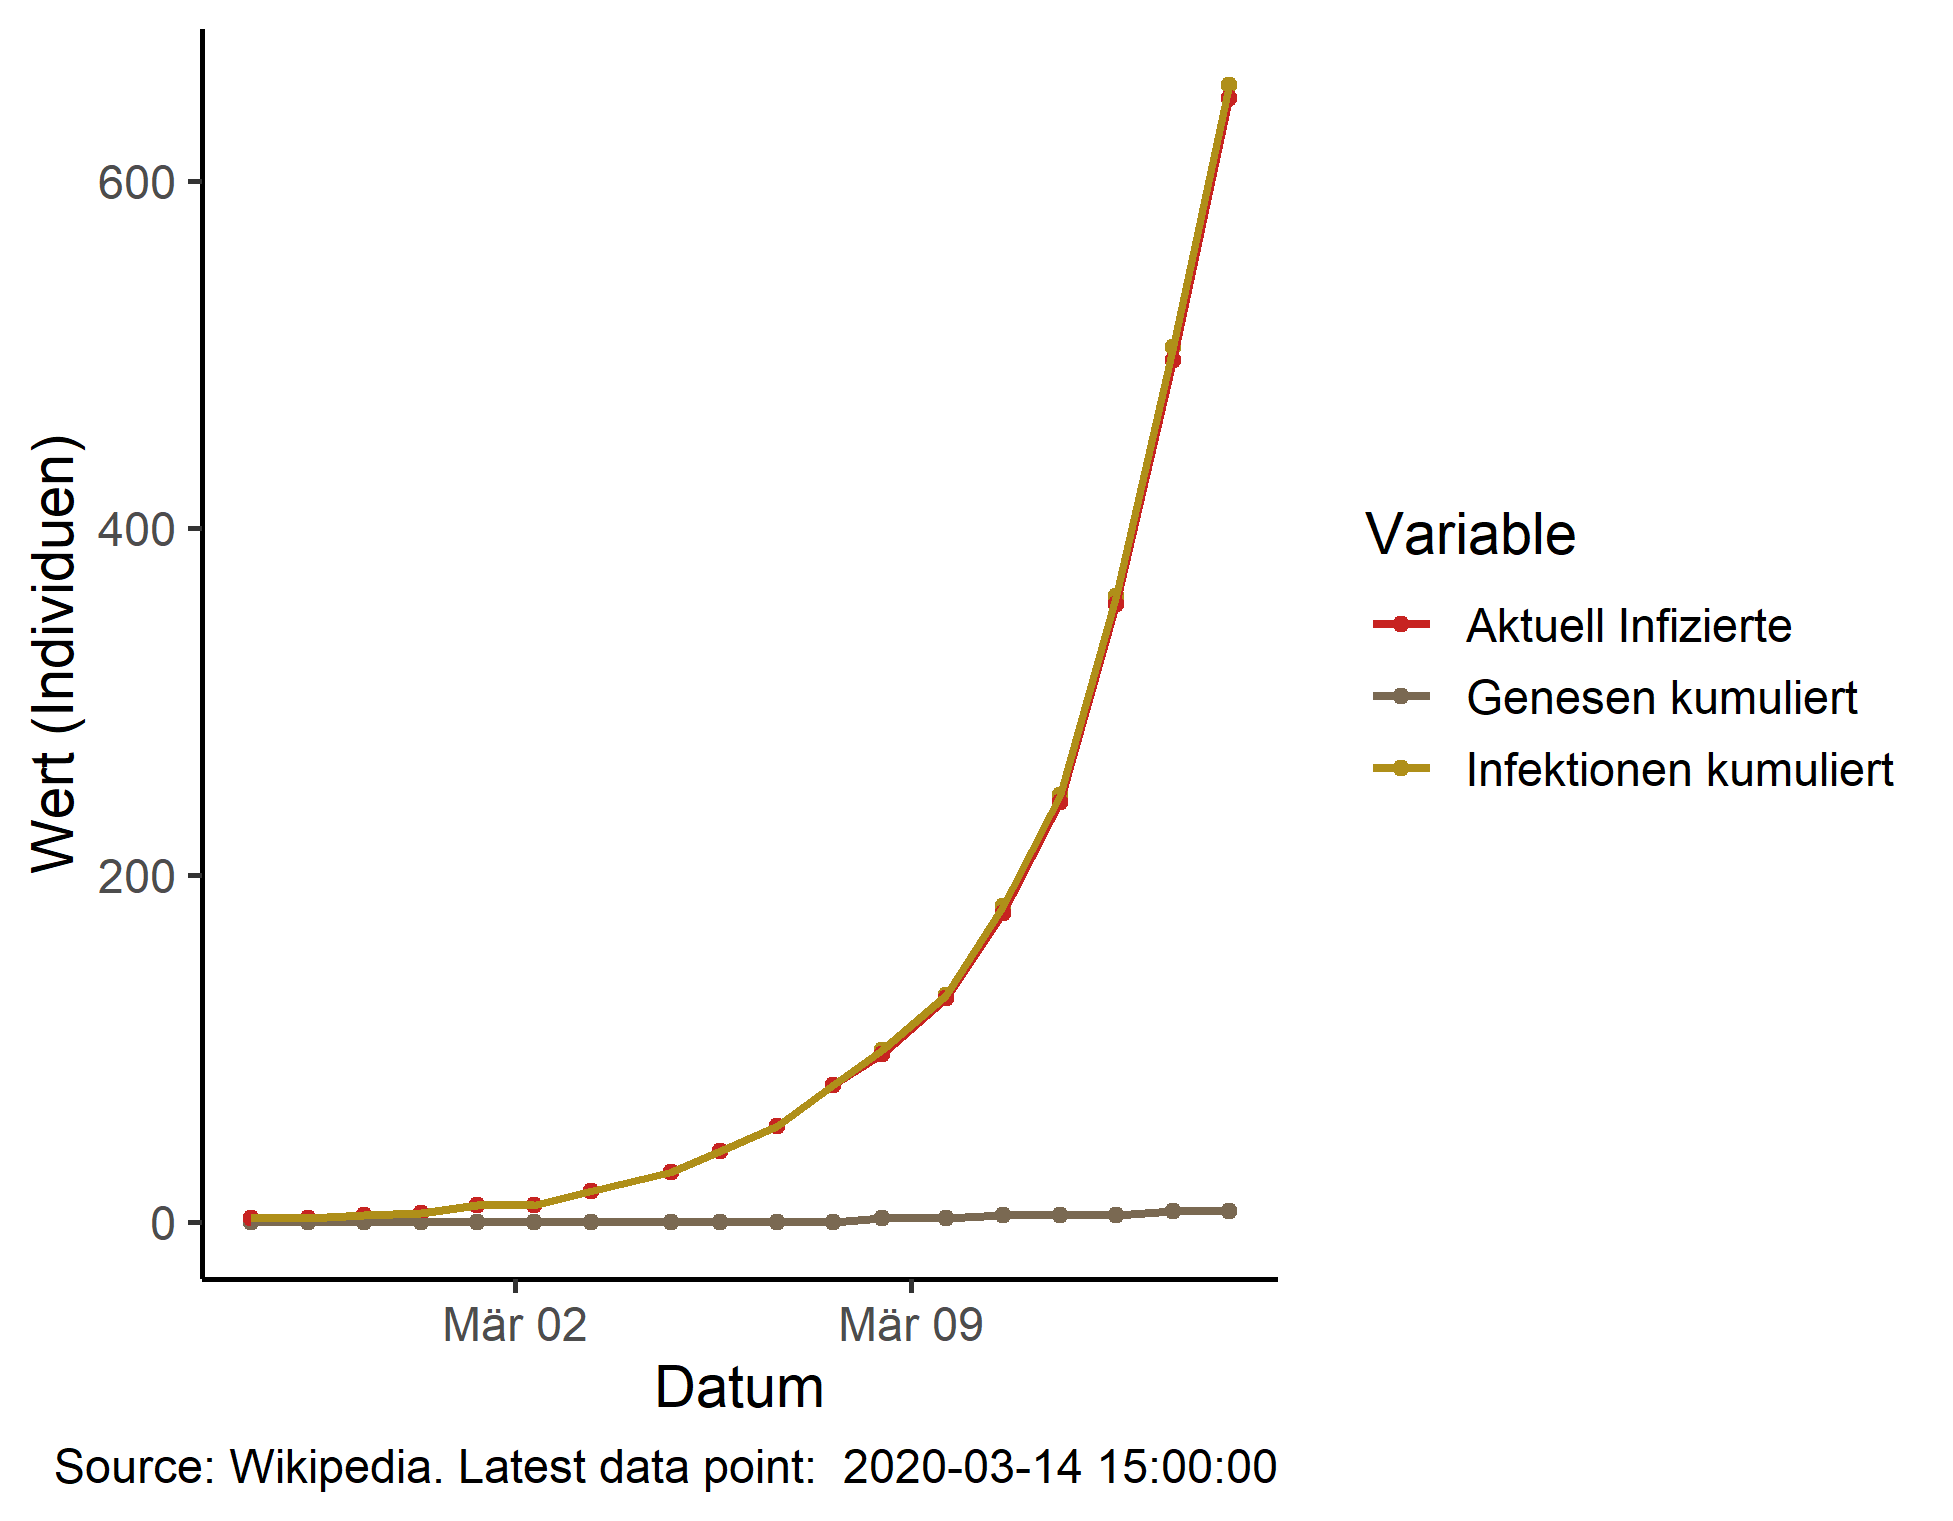 600
400
200
0
Wert (Individuen)
Mär 02
Mär 09
Datum
Variable
Aktuell Infizierte
Genesen kumuliert
Infektionen kumuliert
Source: Wikipedia. Latest data point:  2020-03-14 15:00:00